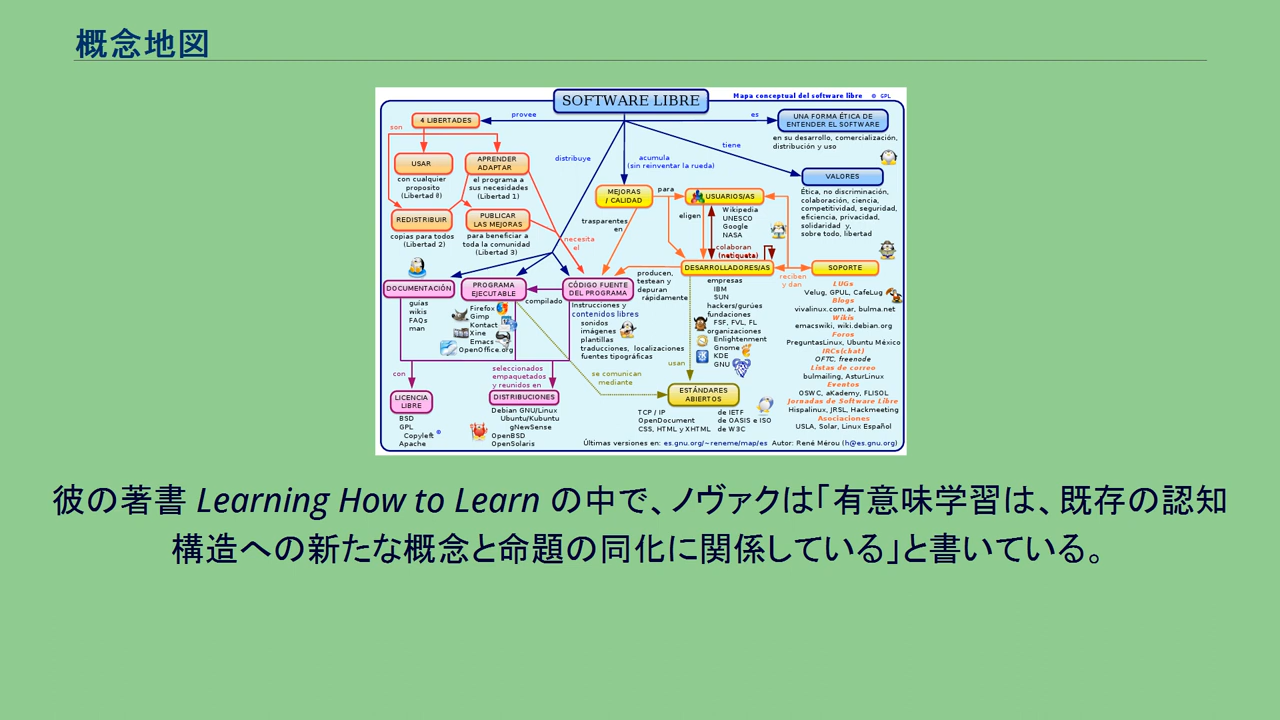 概念地図
SOFTWARE LIBRE
Mapa conceptual del software libre © GPL
4 LIBERTADES
provee
es
UNA FORMA ÉTICA DE
ENTENDER EL SOFTWARE
en su desarrollo, comercialización,
distribución y uso
son
distribuye
acumula
(sin reinventar la rueda)
tiene
USAR
con cualquier
proposito
(Libertad 0)
APRENDER
ADAPTAR
el programa a
sus necesidades
(Libertad 1)
VALORES
Ética, no discriminación,
colaboración, ciencia,
competitividad, seguridad,
eficiencia, privacidad,
solidaridad y,
sobre todo, libertad
MEJORAS
/ CALIDAD
para
USUARIOS/AS
Wikipedia
UNESCO
Google
NASA
eligen
REDISTRIBUIR
copias para todos
(Libertad 2)
PUBLICAR
LAS MEJORAS
para beneficiar a
toda la comunidad
(Libertad 3)
trasparentes
en
necesita
el
colaboran
(netiqueta)
DESARROLLADORES/AS
reciben
y dan
SOPORTE
DOCUMENTACIÓN
guias
wikis
FAQs
man
PROGRAMA
EJECUTABLE
Firefox
Gimp
Kontact
Xine
Emacs
OpenOffice.org
compilado
CÓDIGO FUENTE
DEL PROGRAMA
Instrucciones y
contenidos libres
sonidos
imágenes
plantillas
traducciones, localizaciones
fuentes tipográficas
producen,
testean y
depuran
rápidamente
empresas
IBM
SUN
hackers/gurúes
fundaciones
FSF, FVL, FL
organizaciones
Enlightenment
Gnome
KDE
GNU
LUGs
Velug, GPUL, CafeLug
Blogs
vivalinux.com.ar, bulma.net
Wikis
emacswiki, wiki.debian.org
Foros
PreguntasLinux, Ubuntu México
IRCs(chat)
OFTC, freenode
Listas de correo
bulmailing, AsturLinux
Eventos
OSWC, aKademy, FLISOL
Jornadas de Software Libre
Hispalinux, JRSL, Hackmeeting
Asociaciones
USLA, Solar, Linux Español
con
seleccionados
empaquetados
y reunidos en
se comunican
mediante
usan
LICENCIA
LIBRE
BSD
GPL
Copyleft
Apache
DISTRIBUCIONES
Debian GNU/Linux
Ubuntu/Kubuntu
gNewSense
OpenBSD
OpenSolaris
ESTÁNDARES
ABIERTOS
TCP / IP de IETF
OpenDocument de OASIS e ISO
CSS, HTML y XHTML de W3C
Últimas versiones en: es.gnu.org/~reneme/map/es Autor: René Mérou (h@es.gnu.org)
彼の著書 Learning How to Learn の中で、ノヴァクは「有意味学習は、既存の認知
構造への新たな概念と命題の同化に関係している」と書いている。